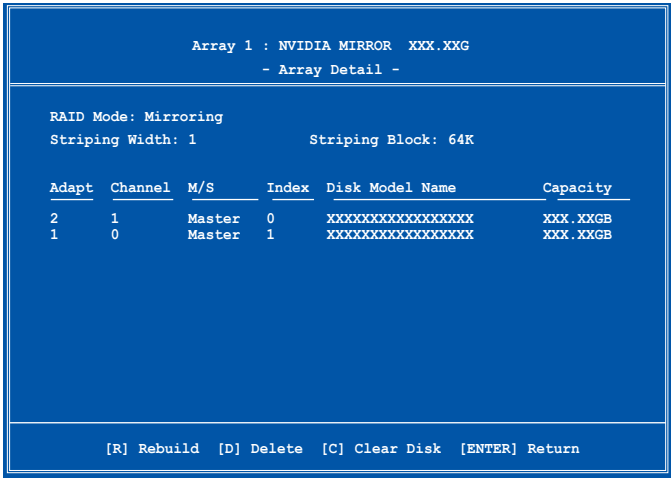 Array 1 : NVIDIA MIRROR  XXX.XXG
- Array Detail -
RAID Mode: Mirroring
Striping Width: 1    Striping Block: 64K
Adapt  Channel  M/S  Index  Disk Model Name  Capacity
2  1  Master  0  XXXXXXXXXXXXXXXXX  XXX.XXGB
1  0  Master  1  XXXXXXXXXXXXXXXXX  XXX.XXGB
[R] Rebuild  [D] Delete  [C] Clear Disk  [ENTER] Return